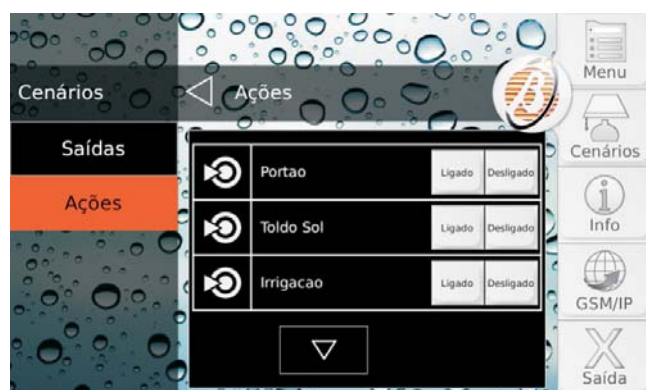 Cenários
Saídas
Ações
Ações
Portao
Ligado
Desligado
Toldo Sol
Ligado
Desligado
Irrigacao
Ligado
Desligado
Menu
Cenários
Info
GSM/IP
Saída